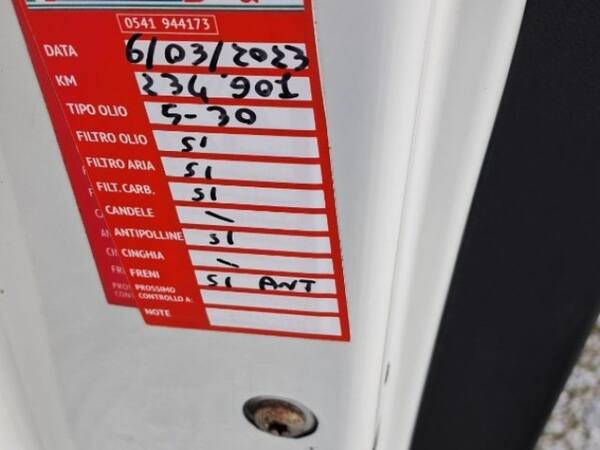 0541 944173
DATA 6/03/2023
KM 234'901
TIPO OLIO 5-30
FILTRO OLIO SI
FILTRO ARIA SI
FILT.CARB. SI
CANDELE -
ANTIPOLLINE SI
CINGHIA -
FRENI SI ANT
PROSSIMO
CONTROLLO A:
NOTE